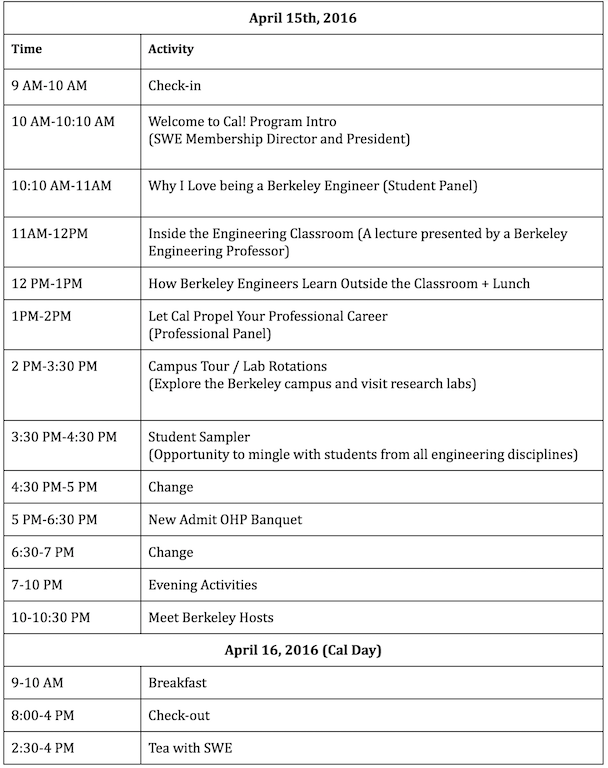 April 15th, 2016
Time Activity
9 AM-10 AM Check-in
10 AM-10:10 AM Welcome to Cal! Program Intro
(SWE Membership Director and President)
10:10 AM-11AM Why I Love being a Berkeley Engineer (Student Panel)
11AM-12PM Inside the Engineering Classroom (A lecture presented by a Berkeley
Engineering Professor)
12 PM-1PM How Berkeley Engineers Learn Outside the Classroom + Lunch
1PM-2PM Let Cal Propel Your Professional Career
(Professional Panel)
2 PM-3:30 PM Campus Tour / Lab Rotations
(Explore the Berkeley campus and visit research labs)
3:30 PM-4:30 PM Student Sampler
(Opportunity to mingle with students from all engineering disciplines)
4:30 PM-5 PM Change
5 PM-6:30 PM New Admit OHP Banquet
6:30-7 PM Change
7-10 PM Evening Activities
10-10:30 PM Meet Berkeley Hosts
April 16, 2016 (Cal Day)
9-10 AM Breakfast
8:00-4 PM Check-out
2:30-4 PM Tea with SWE